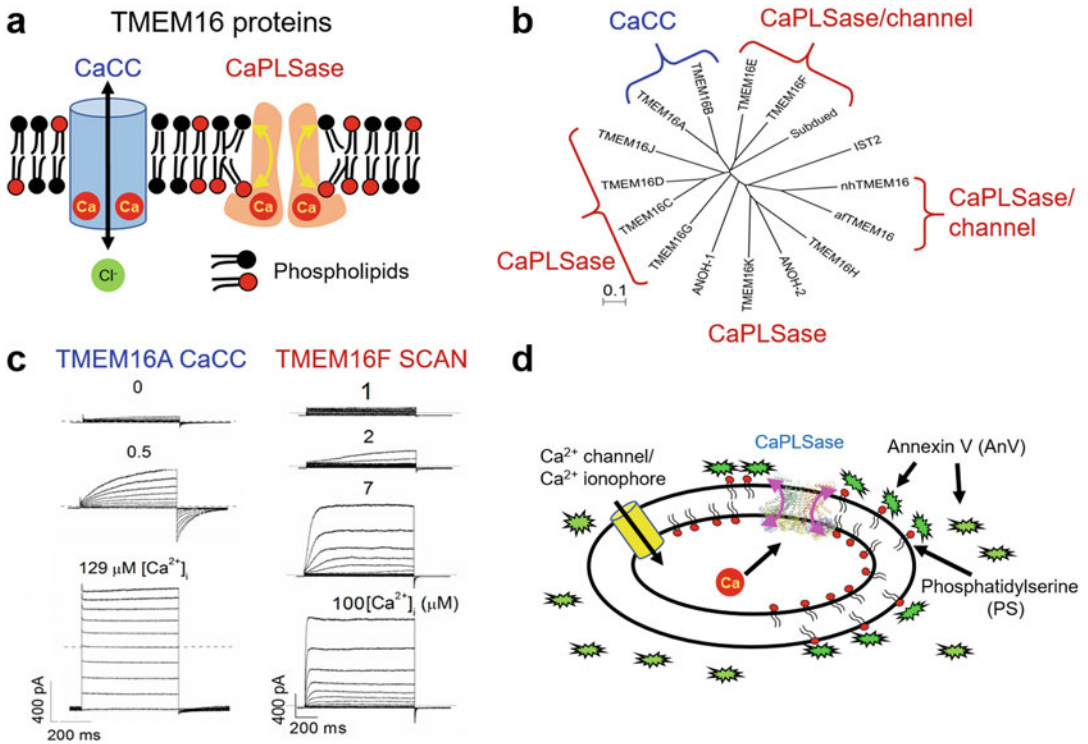 a
TMEM16 proteins
CaCC
CaPLSase
Ca
Ca
Ca
Ca
Cl-
Phospholipids
b
CaCC
CaPLSase/channel
TMEM16A
TMEM16B
TMEM16E
TMEM16F
Subdued
IST2
nhTMEM16
afTMEM16
TMEM16H
ANOH-2
TMEM16K
ANOH-1
TMEM16G
TMEM16C
TMEM16D
TMEM16J
CaPLSase/
channel
CaPLSase
CaPLSase
0.1
c
TMEM16A CaCC
TMEM16F SCAN
0
0.5
129 µM [Ca2+]i
400 pA
200 ms
1
2
7
100[Ca2+]i (µM)
400 pA
200 ms
d
Ca2+ channel/
Ca2+ ionophore
CaPLSase
Annexin V (AnV)
Ca
Phosphatidylserine
(PS)